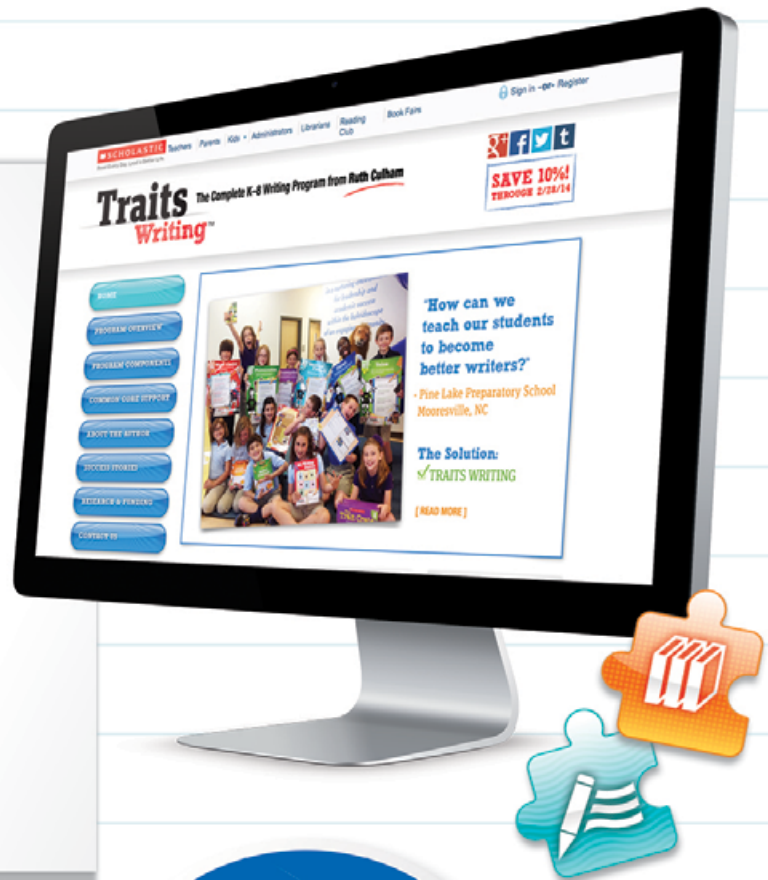 Sign in -or- Register
SCHOLASTIC
Teachers Parents Kids Administrators Librarians Reading Club Book Fairs
Traits Writing™
The Complete K-8 Writing Program from Ruth Culham
SAVE 10%!
THROUGH 2/28/14
HOME
PROGRAM OVERVIEW
PROGRAM COMPONENTS
COMMON CORE SUPPORT
ABOUT THE AUTHOR
SUCCESS STORIES
RESEARCH & FUNDING
CONTACT US
"How can we
teach our students
to become
better writers?"
- Pine Lake Preparatory School
Mooresville, NC
The Solution:
TRAITS WRITING
[ READ MORE ]